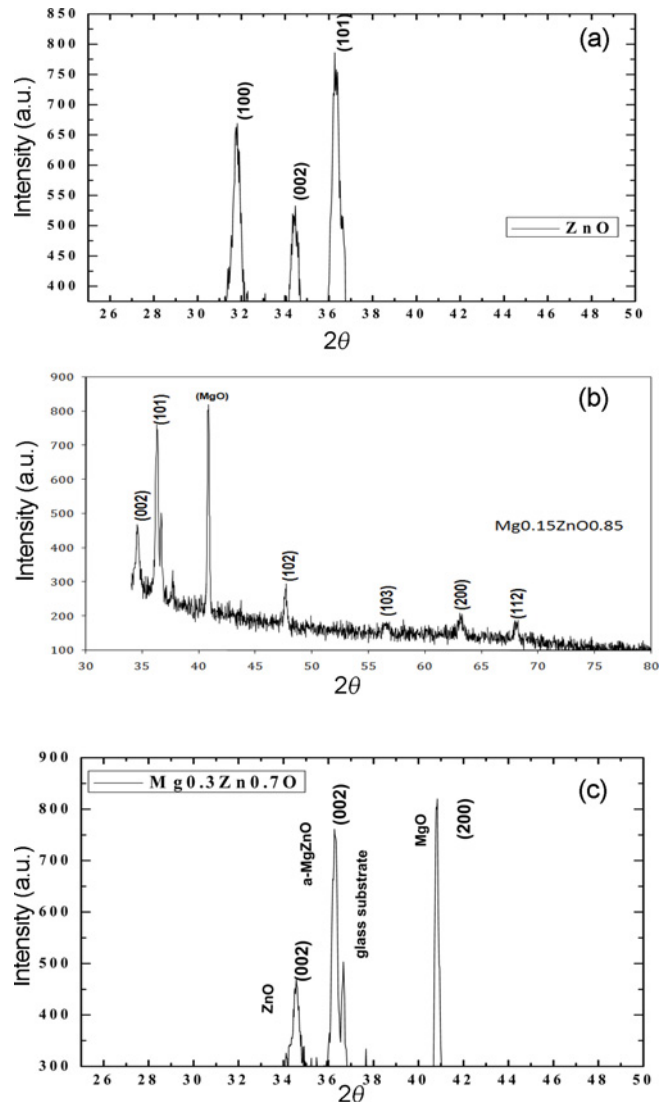 (a)
850
800
750
700
650
600
550
500
450
400
Intensity (a.u.)
(100)
(002)
(101)
ZnO
26 28 30 32 34 36 38 40 42 44 46 48 50
2θ
(b)
900
800
700
600
500
400
300
200
100
Intensity (a.u.)
(002)
(101)
(MgO)
(102)
(103)
(200)
(112)
Mg0.15ZnO0.85
30 35 40 45 50 55 60 65 70 75 80
2θ
(c)
900
800
700
600
500
400
300
Intensity (a.u.)
Mg0.3Zn0.7O
ZnO
(002)
a-MgZnO
(002)
glass substrate
MgO
(200)
26 28 30 32 34 36 38 40 42 44 46 48 50
2θ